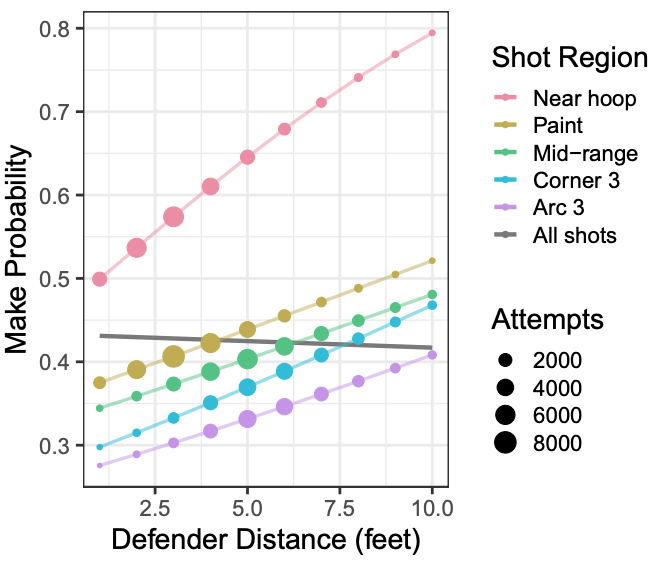 0.8
0.7
0.6
0.5
0.4
0.3
Make Probability
2.5 5.0 7.5 10.0
Defender Distance (feet)
Shot Region
Near hoop
Paint
Mid−range
Corner 3
Arc 3
All shots
Attempts
2000
4000
6000
8000